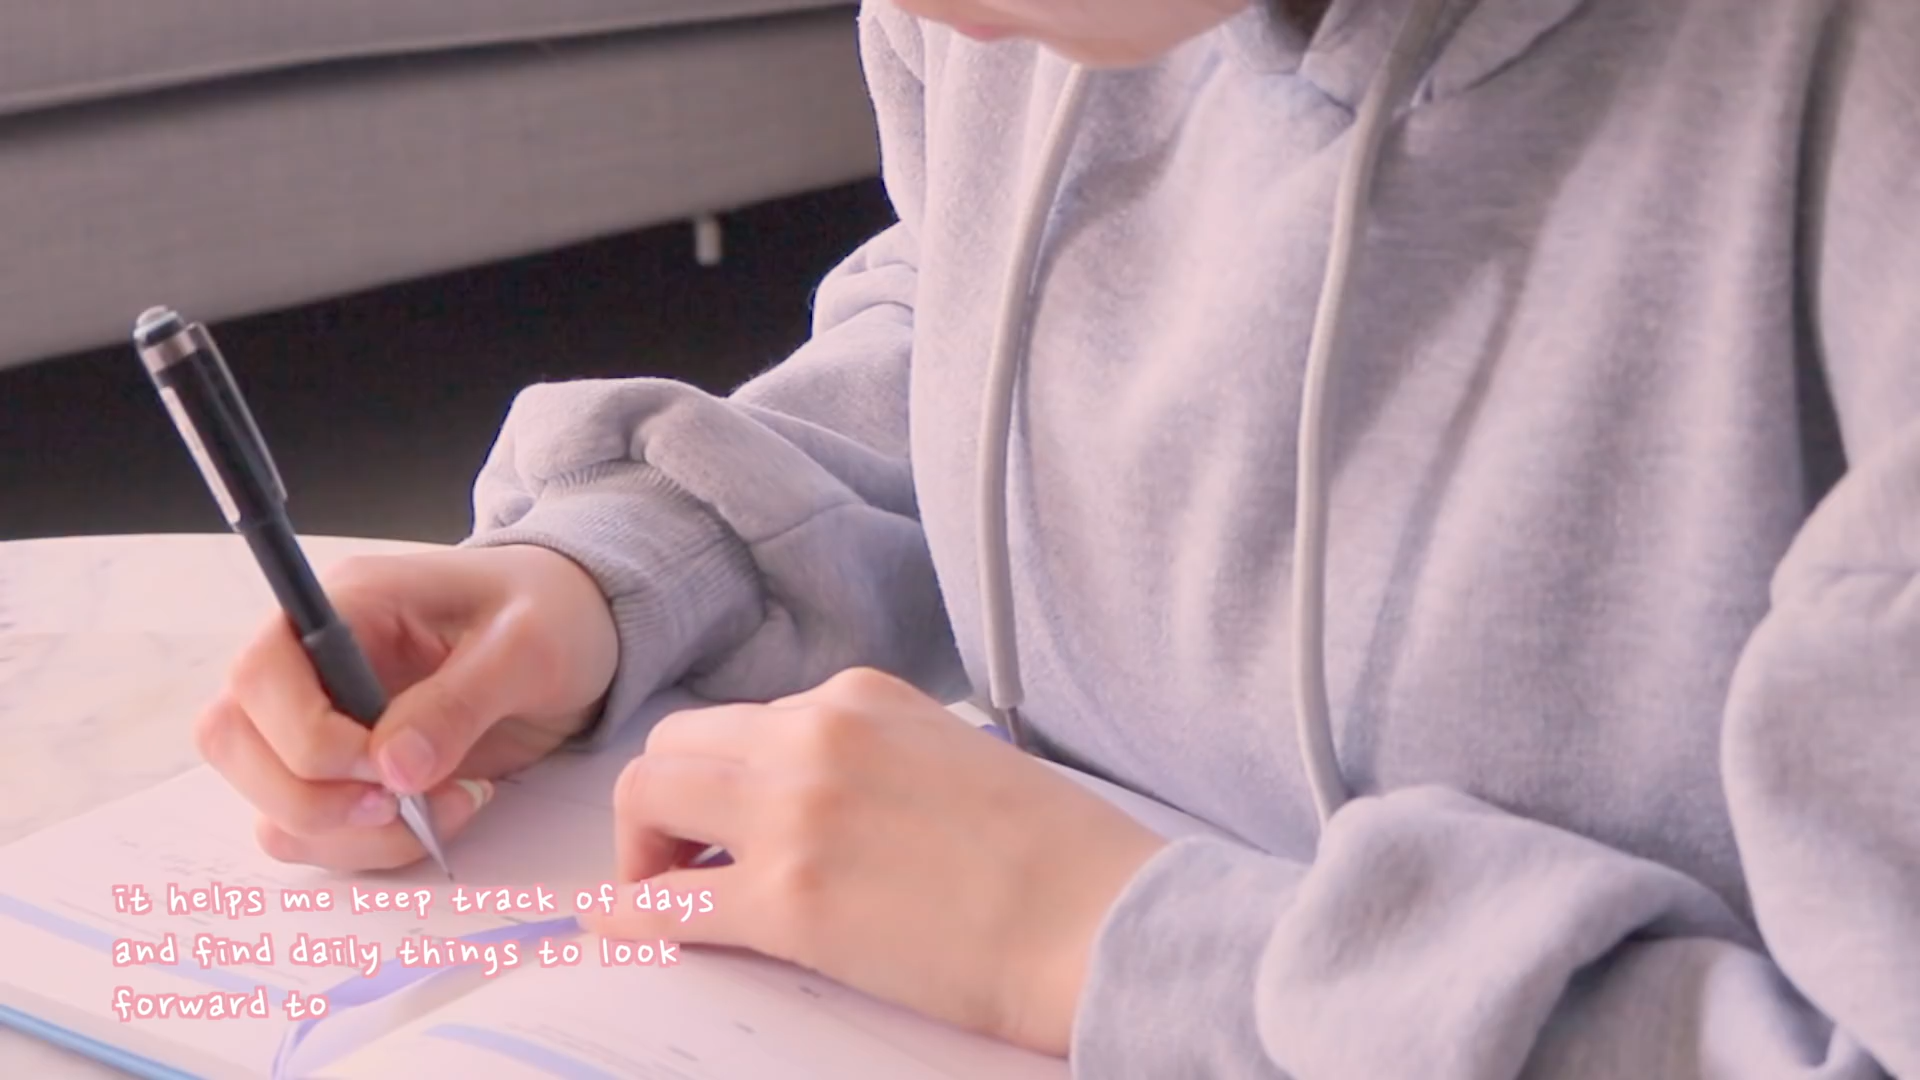 it helps me keep track of days
and find daily things to look
forward to